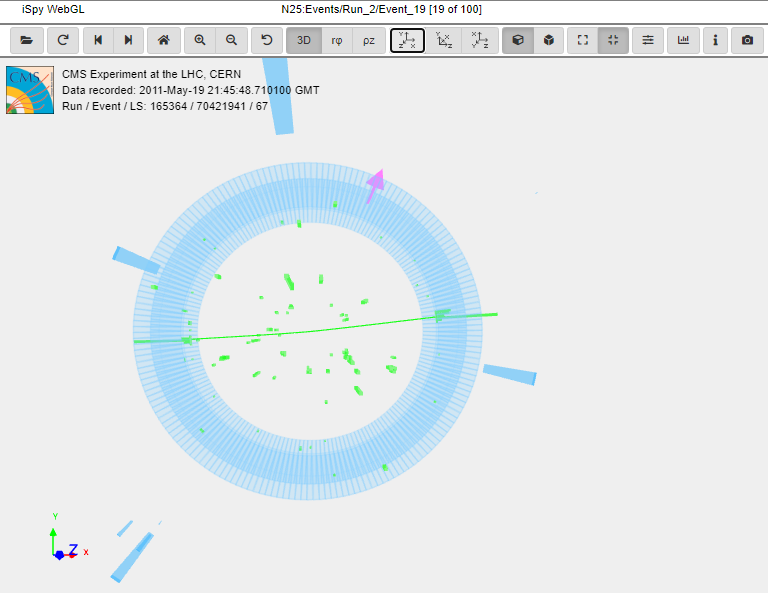 iSpy WebGL
N25:Events/Run_2/Event_19 [19 of 100]
3D
rφ
ρz
Y
Z
X
Y
X
Z
Y
X
Z
CMS
CMS Experiment at the LHC, CERN
Data recorded: 2011-May-19 21:45:48.710100 GMT
Run / Event / LS: 165364 / 70421941 / 67
Y
Z
X